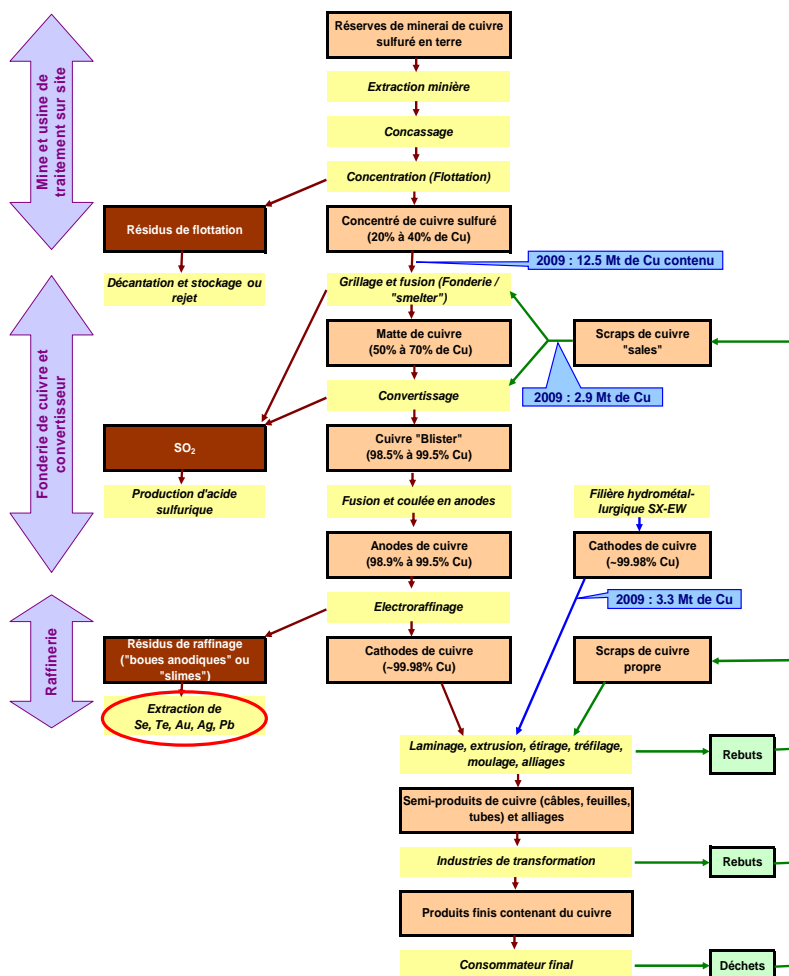 Mine et usine de
traitement sur site
Réserves de minerai de cuivre
sulfuré en terre
Extraction minière
Concassage
Concentration (Flottation)
Résidus de flottation
Concentré de cuivre sulfuré
(20% à 40% de Cu)
2009 : 12.5 Mt de Cu contenu
Décantation et stockage ou
rejet
Fonderie de cuivre et
convertisseur
Grillage et fusion (Fonderie /
"smelter")
Matte de cuivre
(50% à 70% de Cu)
Scraps de cuivre
"sales"
2009 : 2.9 Mt de Cu
Convertissage
SO₂
Cuivre "Blister"
(98.5% à 99.5% Cu)
Production d'acide
sulfurique
Fusion et coulée en anodes
Filière hydrométal-
lurgique SX-EW
Anodes de cuivre
(98.9% à 99.5% Cu)
Cathodes de cuivre
(~99.98% Cu)
2009 : 3.3 Mt de Cu
Raffinerie
Electroraffinage
Résidus de raffinage
("boues anodiques" ou
"slimes")
Cathodes de cuivre
(~99.98% Cu)
Scraps de cuivre
propre
Extraction de
Se, Te, Au, Ag, Pb
Laminage, extrusion, étirage, tréfilage,
moulage, alliages
Rebuts
Semi-produits de cuivre (câbles, feuilles,
tubes) et alliages
Industries de transformation
Rebuts
Produits finis contenant du cuivre
Consommateur final
Déchets